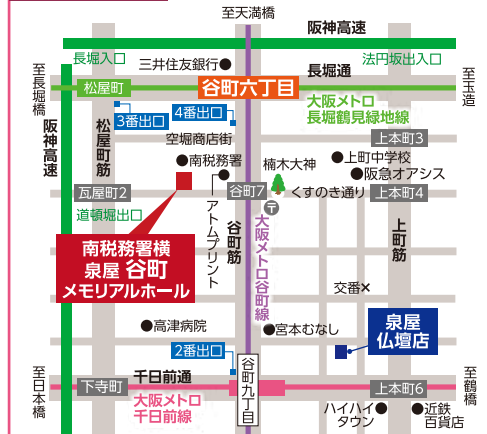 至天満橋
阪神高速
長堀入口
三井住友銀行
法円坂出入口
長堀通
至長堀橋
松屋町
谷町六丁目
至玉造
大阪メトロ
長堀鶴見緑地線
3番出口
4番出口
阪神高速
松屋町筋
空堀商店街
上本町3
南税務署
楠木大神
上町中学校
阪急オアシス
瓦屋町2
谷町7
くすのき通り
上本町4
道頓堀出口
アトムプリント
谷町筋
〒
大阪メトロ谷町線
上町筋
南税務署横
泉屋 谷町
メモリアルホール
交番×
高津病院
宮本むなし
泉屋
仏壇店
2番出口
至日本橋
千日前通
下寺町
谷町九丁目
上本町6
至鶴橋
大阪メトロ
千日前線
ハイハイ
タウン
近鉄
百貨店